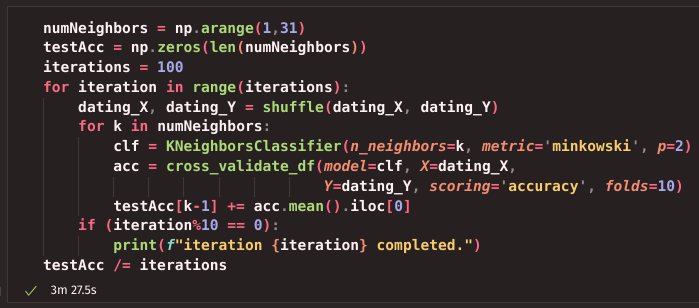 numNeighbors = np.arange(1,31)
testAcc = np.zeros(len(numNeighbors))
iterations = 100
for iteration in range(iterations):
    dating_X, dating_Y = shuffle(dating_X, dating_Y)
    for k in numNeighbors:
        clf = KNeighborsClassifier(n_neighbors=k, metric='minkowski', p=2)
        acc = cross_validate_df(model=clf, X=dating_X,
                                Y=dating_Y, scoring='accuracy', folds=10)
        testAcc[k-1] += acc.mean().iloc[0]
    if (iteration%10 == 0):
        print(f"iteration {iteration} completed.")
testAcc /= iterations
3m 27.5s